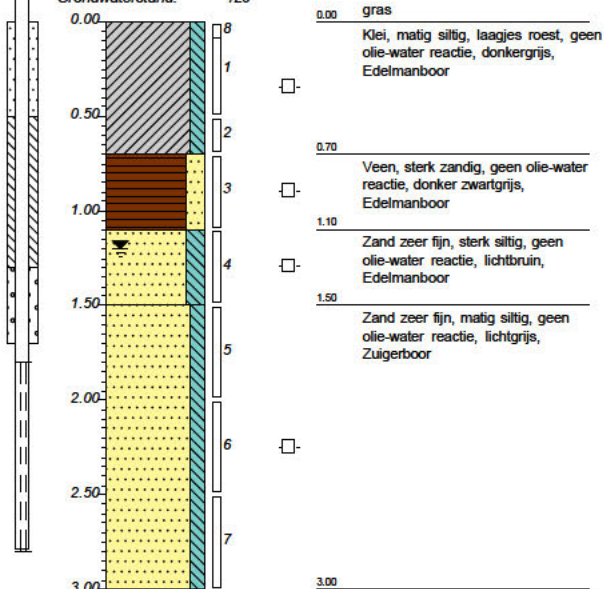 Grondwaterstand: 120
0.00
0.50
1.00
1.50
2.00
2.50
3.00
8
1
2
3
4
5
6
7
0.00
gras
Klei, matig siltig, laagjes roest, geen
olie-water reactie, donkergrijs,
Edelmanboor
0.70
Veen, sterk zandig, geen olie-water
reactie, donker zwartgrijs,
Edelmanboor
1.10
Zand zeer fijn, sterk siltig, geen
olie-water reactie, lichtbruin,
Edelmanboor
1.50
Zand zeer fijn, matig siltig, geen
olie-water reactie, lichtgrijs,
Zuigerboor
3.00